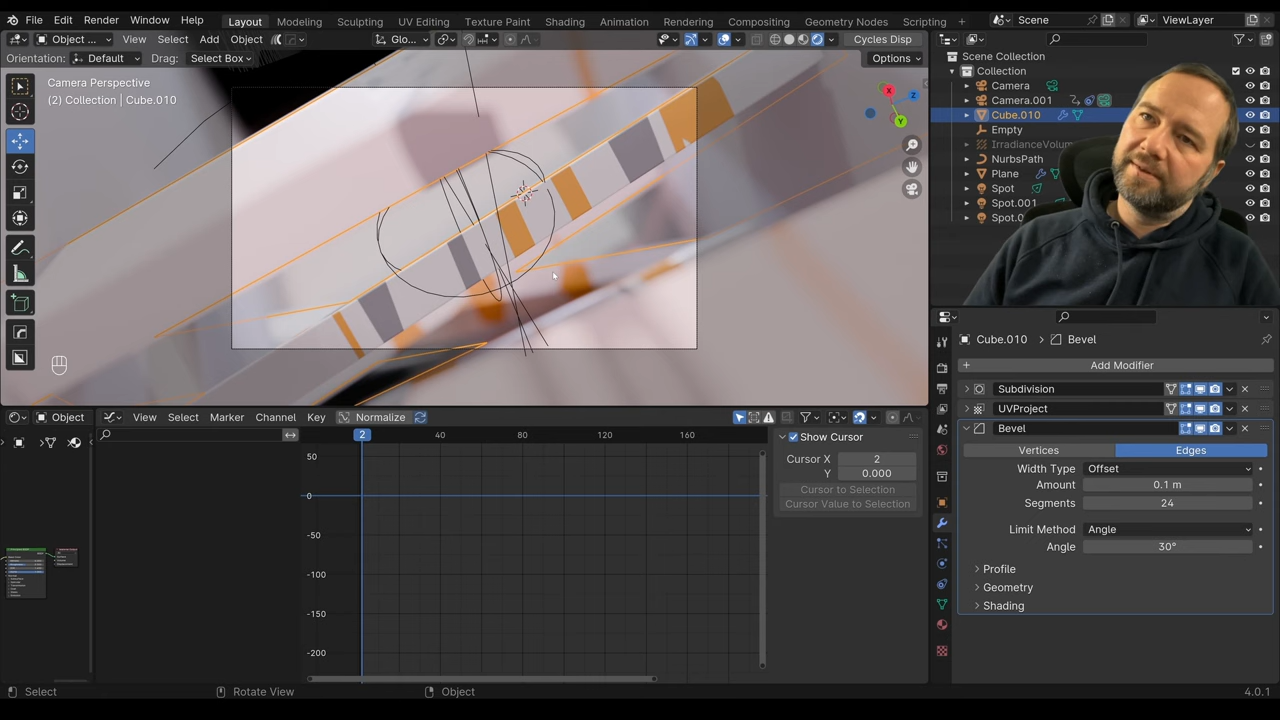 File Edit Render Window Help Layout Modeling Sculpting UV Editing Texture Paint Shading Animation Rendering Compositing Geometry Nodes Scripting + Scene ViewLayer
Object ... View Select Add Object Glo... Cycles Disp
Orientation: Default Drag: Select Box Options
Camera Perspective
(2) Collection | Cube.010
X
Z
Y
Scene Collection
Collection
Camera
Camera.001
Cube.010
Empty
IrradianceVolum
NurbsPath
Plane
Spot
Spot.001
Spot.0
Cube.010 > Bevel
+ Add Modifier
Subdivision
UVProject
Bevel
Vertices Edges
Width Type Offset
Amount 0.1 m
Segments 24
Limit Method Angle
Angle 30°
Profile
Geometry
Shading
Object View Select Marker Channel Key Normalize
2 40 80 120 160
50
0
-50
-100
-150
-200
Show Cursor
Cursor X 2
Y 0.000
Cursor to Selection
Cursor Value to Selection
Select Rotate View Object 4.0.1